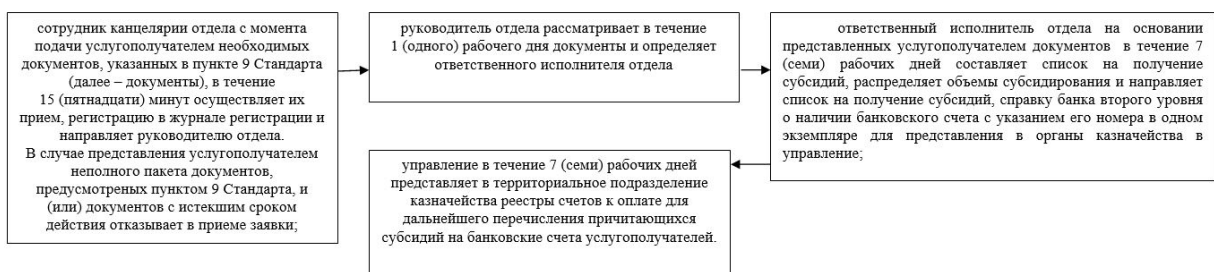 сотрудник канцелярии отдела с момента
подачи услугополучателем необходимых
документов, указанных в пункте 9 Стандарта
(далее – документы), в течение
15 (пятнадцати) минут осуществляет их
прием, регистрацию в журнале регистрации и
направляет руководителю отдела.
В случае представления услугополучателем
неполного пакета документов,
предусмотреных пунктом 9 Стандарта, и
(или) документов с истекшим сроком
действия отказывает в приеме заявки;
руководитель отдела рассматривает в течение
1 (одного) рабочего дня документы и определяет
ответственного исполнителя отдела
ответственный исполнитель отдела на основании
представленных услугополучателем документов в течение 7
(семи) рабочих дней составляет список на получение
субсидий, распределяет объемы субсидирования и направляет
список на получение субсидий, справку банка второго уровня
о наличии банковского счета с указанием его номера в одном
экземпляре для представления в органы казначейства в
управление;
управление в течение 7 (семи) рабочих дней
представляет в территориальное подразделение
казначейства реестры счетов к оплате для
дальнейшего перечисления причитающихся
субсидий на банковские счета услугополучателей.